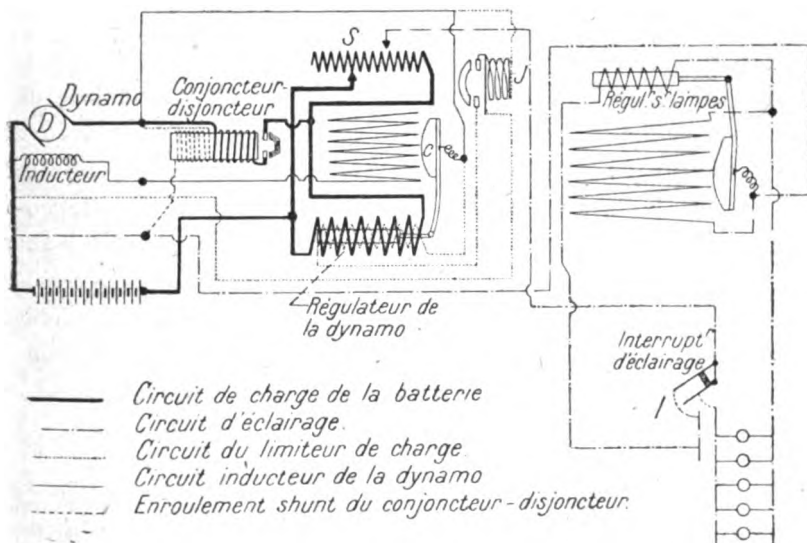 S
J
Dynamo
Conjoncteur-
disjoncteur
Régul. s. lampes
D
C
Inducteur
Régulateur de
la dynamo
Interrupt.
d'éclairage
I
Circuit de charge de la batterie
Circuit d'éclairage.
Circuit du limiteur de charge
Circuit inducteur de la dynamo
Enroulement shunt du conjoncteur-disjoncteur.